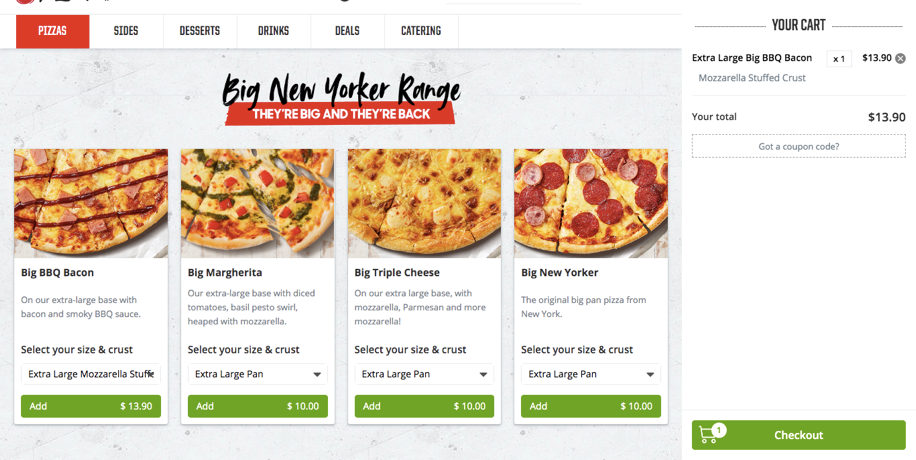 PIZZAS SIDES DESSERTS DRINKS DEALS CATERING
Big New Yorker Range
THEY'RE BIG AND THEY'RE BACK
Big BBQ Bacon
On our extra-large base with
bacon and smoky BBQ sauce.
Select your size & crust
Extra Large Mozzarella Stuffe
Add $ 13.90
Big Margherita
Our extra-large base with diced
tomatoes, basil pesto swirl,
heaped with mozzarella.
Select your size & crust
Extra Large Pan
Add $ 10.00
Big Triple Cheese
On our extra large base, with
mozzarella, Parmesan and more
mozzarella!
Select your size & crust
Extra Large Pan
Add $ 10.00
Big New Yorker
The original big pan pizza from
New York.
Select your size & crust
Extra Large Pan
Add $ 10.00
YOUR CART
Extra Large Big BBQ Bacon x 1 $13.90
Mozzarella Stuffed Crust
Your total $13.90
Got a coupon code?
1 Checkout